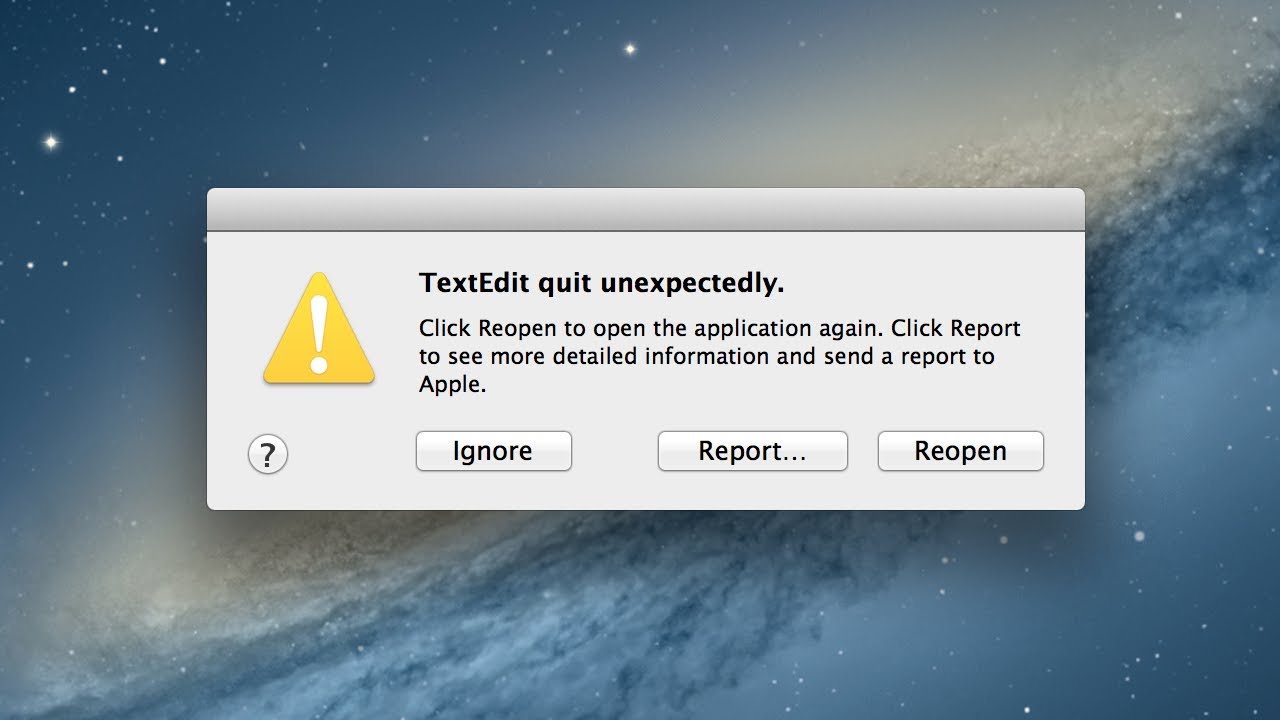 TextEdit quit unexpectedly.
Click Reopen to open the application again. Click Report
to see more detailed information and send a report to
Apple.
? Ignore Report… Reopen